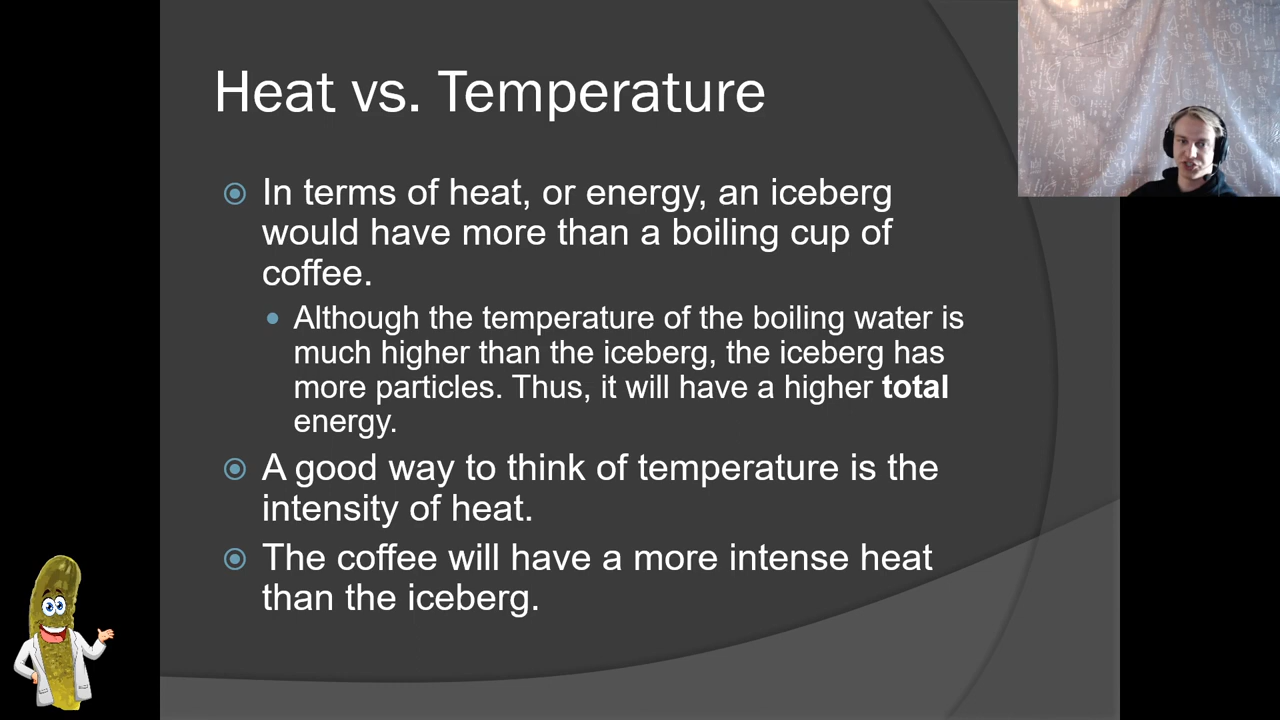 Heat vs. Temperature
In terms of heat, or energy, an iceberg
would have more than a boiling cup of
coffee.
Although the temperature of the boiling water is
much higher than the iceberg, the iceberg has
more particles. Thus, it will have a higher total
energy.
A good way to think of temperature is the
intensity of heat.
The coffee will have a more intense heat
than the iceberg.